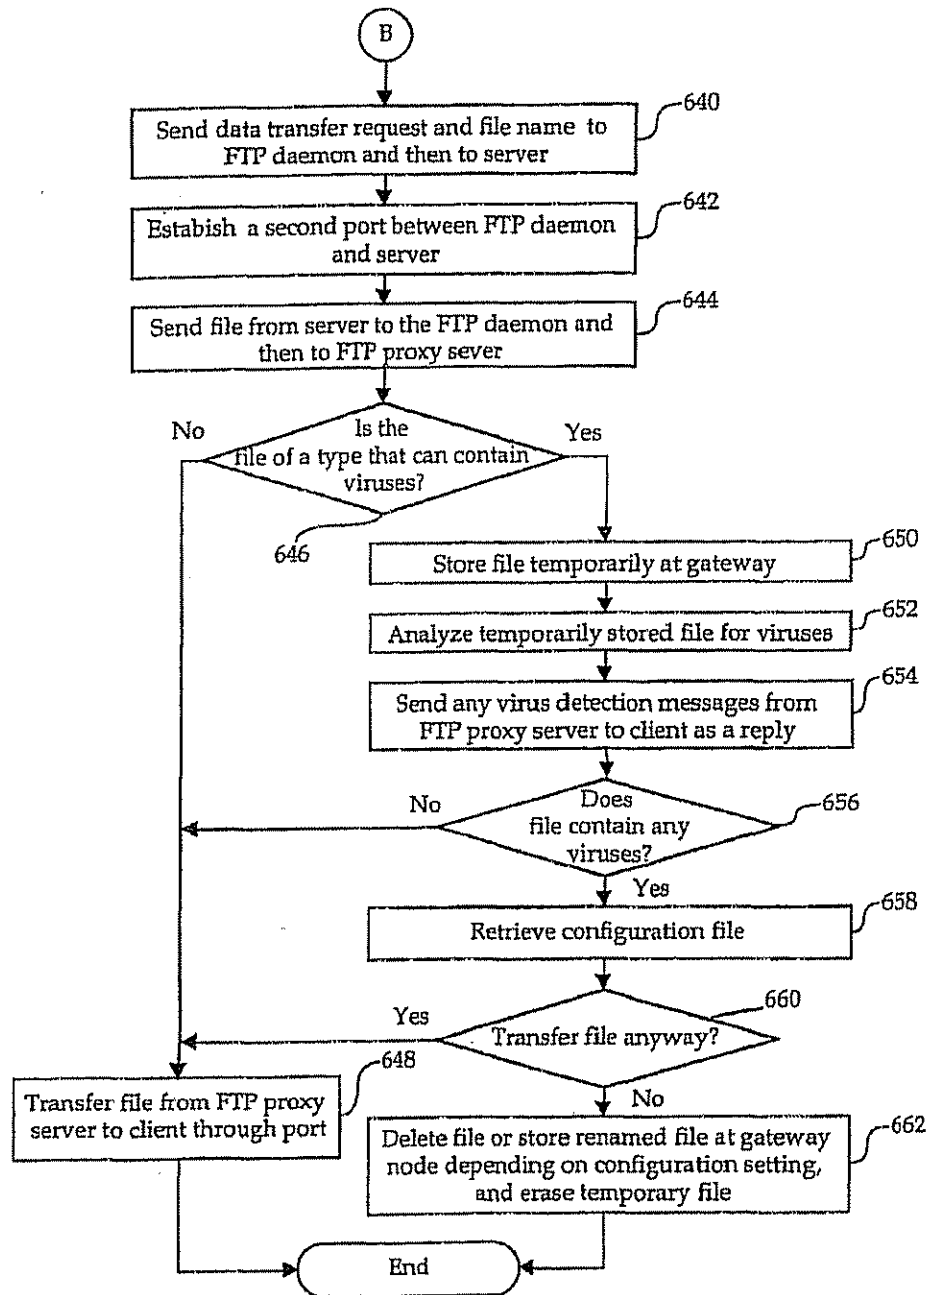 B
640
Send data transfer request and file name to
FTP daemon and then to server
642
Estabish a second port between FTP daemon
and server
644
Send file from server to the FTP daemon and
then to FTP proxy sever
No
Is the
file of a type that can contain
viruses?
Yes
646
650
Store file temporarily at gateway
652
Analyze temporarily stored file for viruses
654
Send any virus detection messages from
FTP proxy server to client as a reply
No
Does
file contain any
viruses?
656
Yes
658
Retrieve configuration file
660
Yes
Transfer file anyway?
648
No
Transfer file from FTP proxy
server to client through port
662
Delete file or store renamed file at gateway
node depending on configuration setting,
and erase temporary file
End